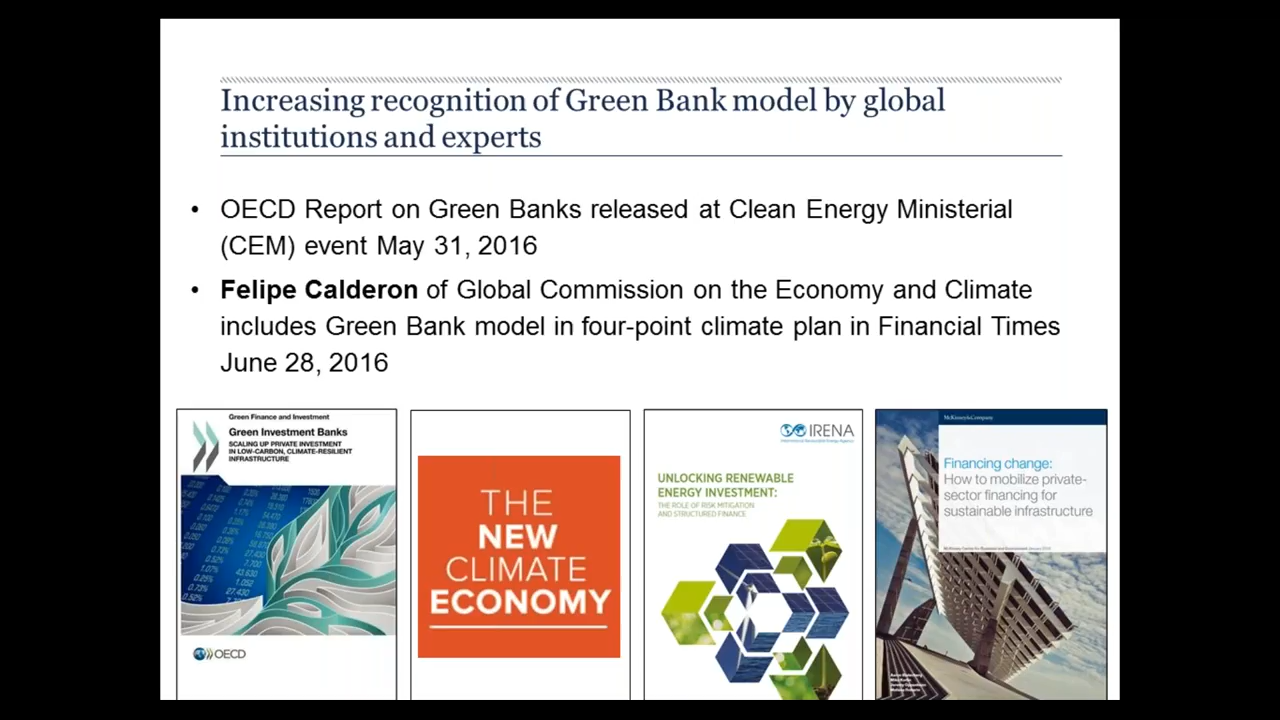 Increasing recognition of Green Bank model by global
institutions and experts
• OECD Report on Green Banks released at Clean Energy Ministerial
(CEM) event May 31, 2016
• Felipe Calderon of Global Commission on the Economy and Climate
includes Green Bank model in four-point climate plan in Financial Times
June 28, 2016
Green Finance and Investment
Green Investment Banks
SCALING UP PRIVATE INVESTMENT
IN LOW-CARBON, CLIMATE-RESILIENT
INFRASTRUCTURE
OECD
THE
NEW
CLIMATE
ECONOMY
IRENA
International Renewable Energy Agency
UNLOCKING RENEWABLE
ENERGY INVESTMENT:
THE ROLE OF RISK MITIGATION
AND STRUCTURED FINANCE
McKinsey&Company
Financing change:
How to mobilize private-
sector financing for
sustainable infrastructure